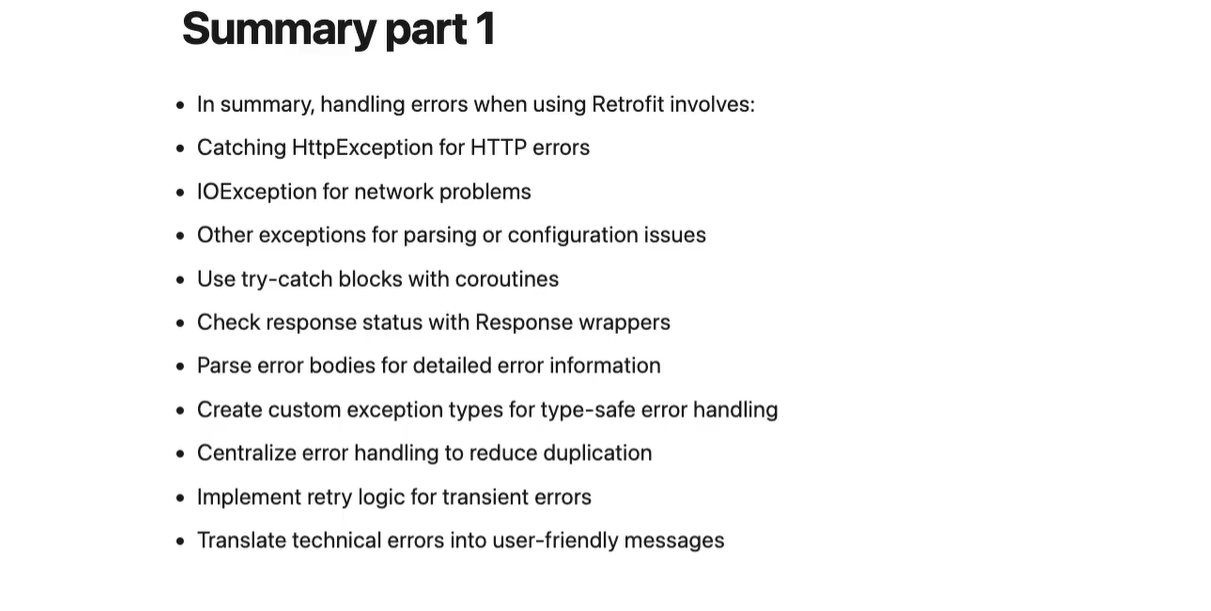 Summary part 1
• In summary, handling errors when using Retrofit involves:
• Catching HttpException for HTTP errors
• IOException for network problems
• Other exceptions for parsing or configuration issues
• Use try-catch blocks with coroutines
• Check response status with Response wrappers
• Parse error bodies for detailed error information
• Create custom exception types for type-safe error handling
• Centralize error handling to reduce duplication
• Implement retry logic for transient errors
• Translate technical errors into user-friendly messages